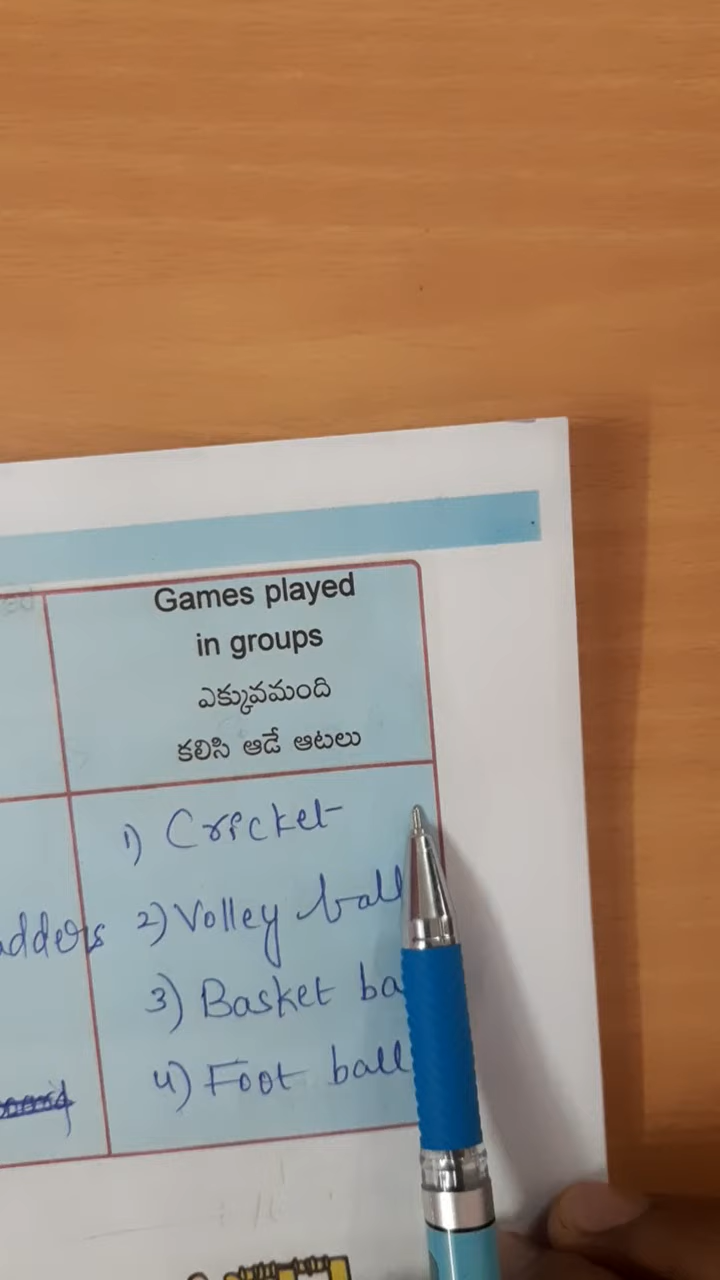 Games played
in groups
ఎక్కువమంది
కలిసి ఆడే ఆటలు
1) Cricket
adders 2) Volley ball
3) Basket ba
4) Foot ball